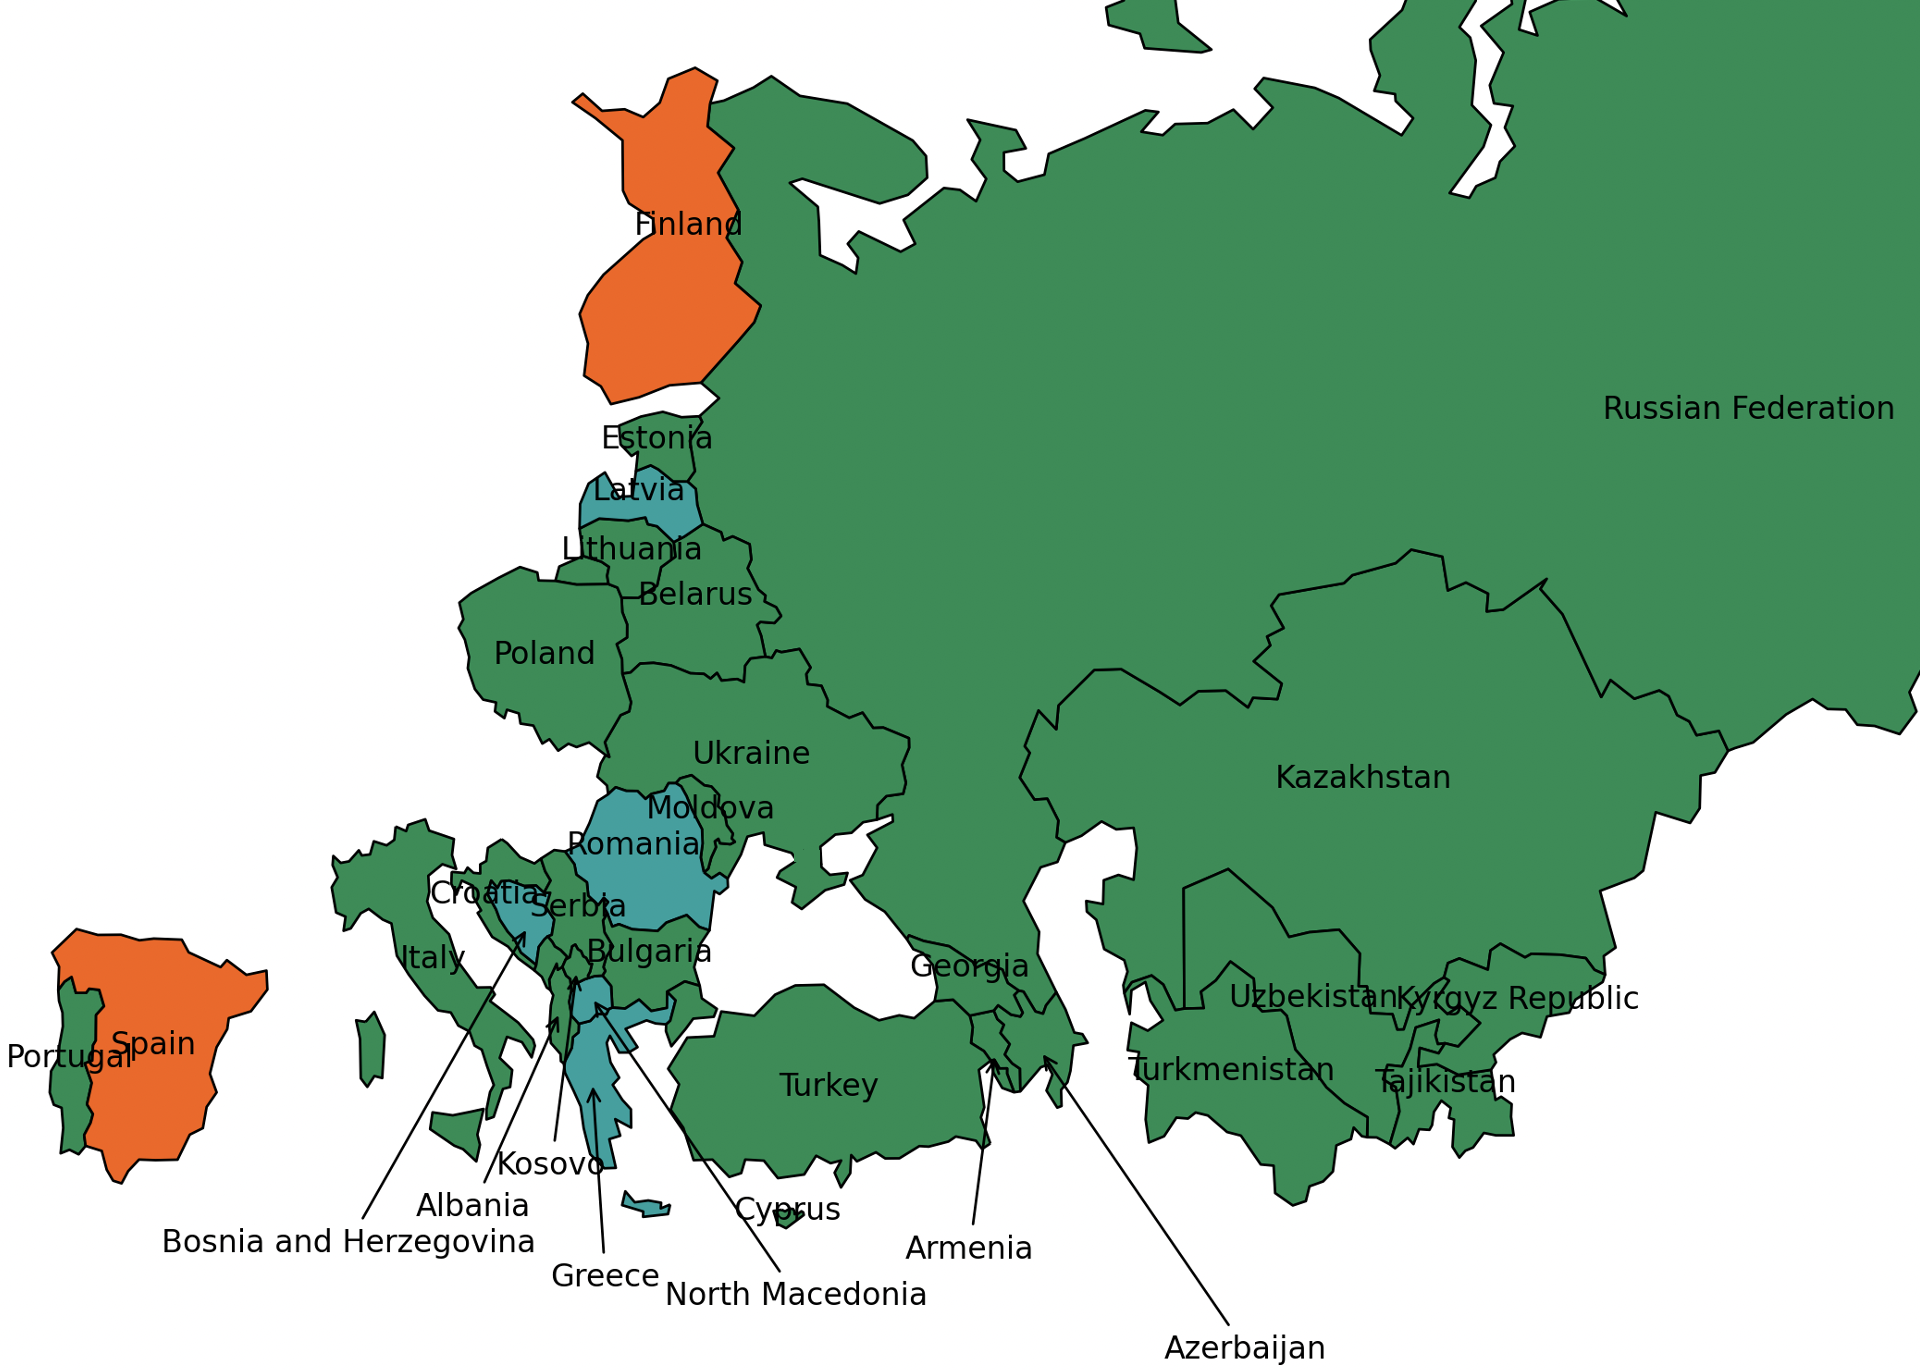 Finland
Russian Federation
Estonia
Latvia
Lithuania
Belarus
Poland
Ukraine
Kazakhstan
Moldova
Romania
Croatia
Serbia
Bulgaria
Italy
Georgia
Uzbekistan
Kyrgyz Republic
Spain
Portugal
Turkey
Turkmenistan
Tajikistan
Kosovo
Albania
Cyprus
Bosnia and Herzegovina
Armenia
Greece
North Macedonia
Azerbaijan